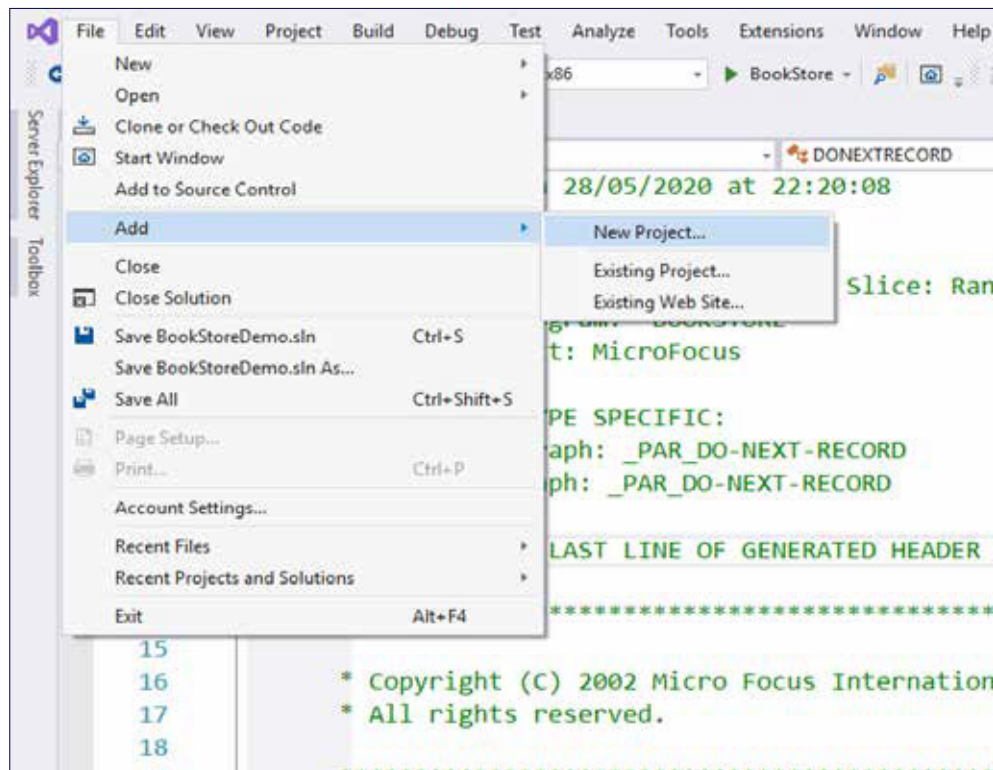 File Edit View Project Build Debug Test Analyze Tools Extensions Window Help
x86 BookStore
Server Explorer
Toolbox
New
Open
Clone or Check Out Code
Start Window
Add to Source Control
Add
Close
Close Solution
Save BookStoreDemo.sln Ctrl+S
Save BookStoreDemo.sln As...
Save All Ctrl+Shift+S
Page Setup...
Print... Ctrl+P
Account Settings...
Recent Files
Recent Projects and Solutions
Exit Alt+F4
New Project...
Existing Project...
Existing Web Site...
DONEXTRECORD
28/05/2020 at 22:20:08
Slice: Ran
gram: BOOKSTORE
t: MicroFocus
PE SPECIFIC:
aph: _PAR_DO-NEXT-RECORD
ph: _PAR_DO-NEXT-RECORD
LAST LINE OF GENERATED HEADER
*******************************
15
16 * Copyright (C) 2002 Micro Focus Internation
17 * All rights reserved.
18